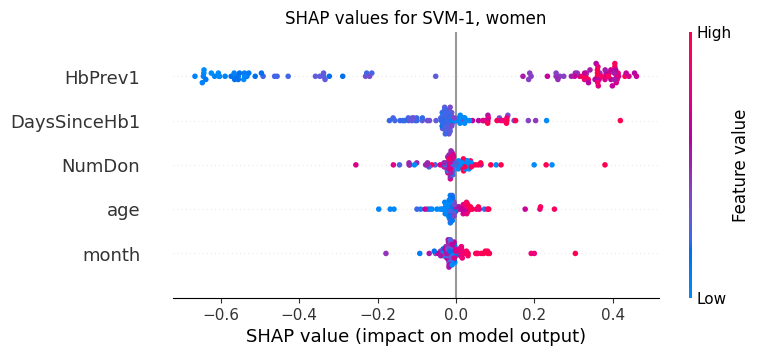 SHAP values for SVM-1, women
High
HbPrev1
DaysSinceHb1
NumDon
age
month
Feature value
Low
−0.6 −0.4 −0.2 0.0 0.2 0.4
SHAP value (impact on model output)